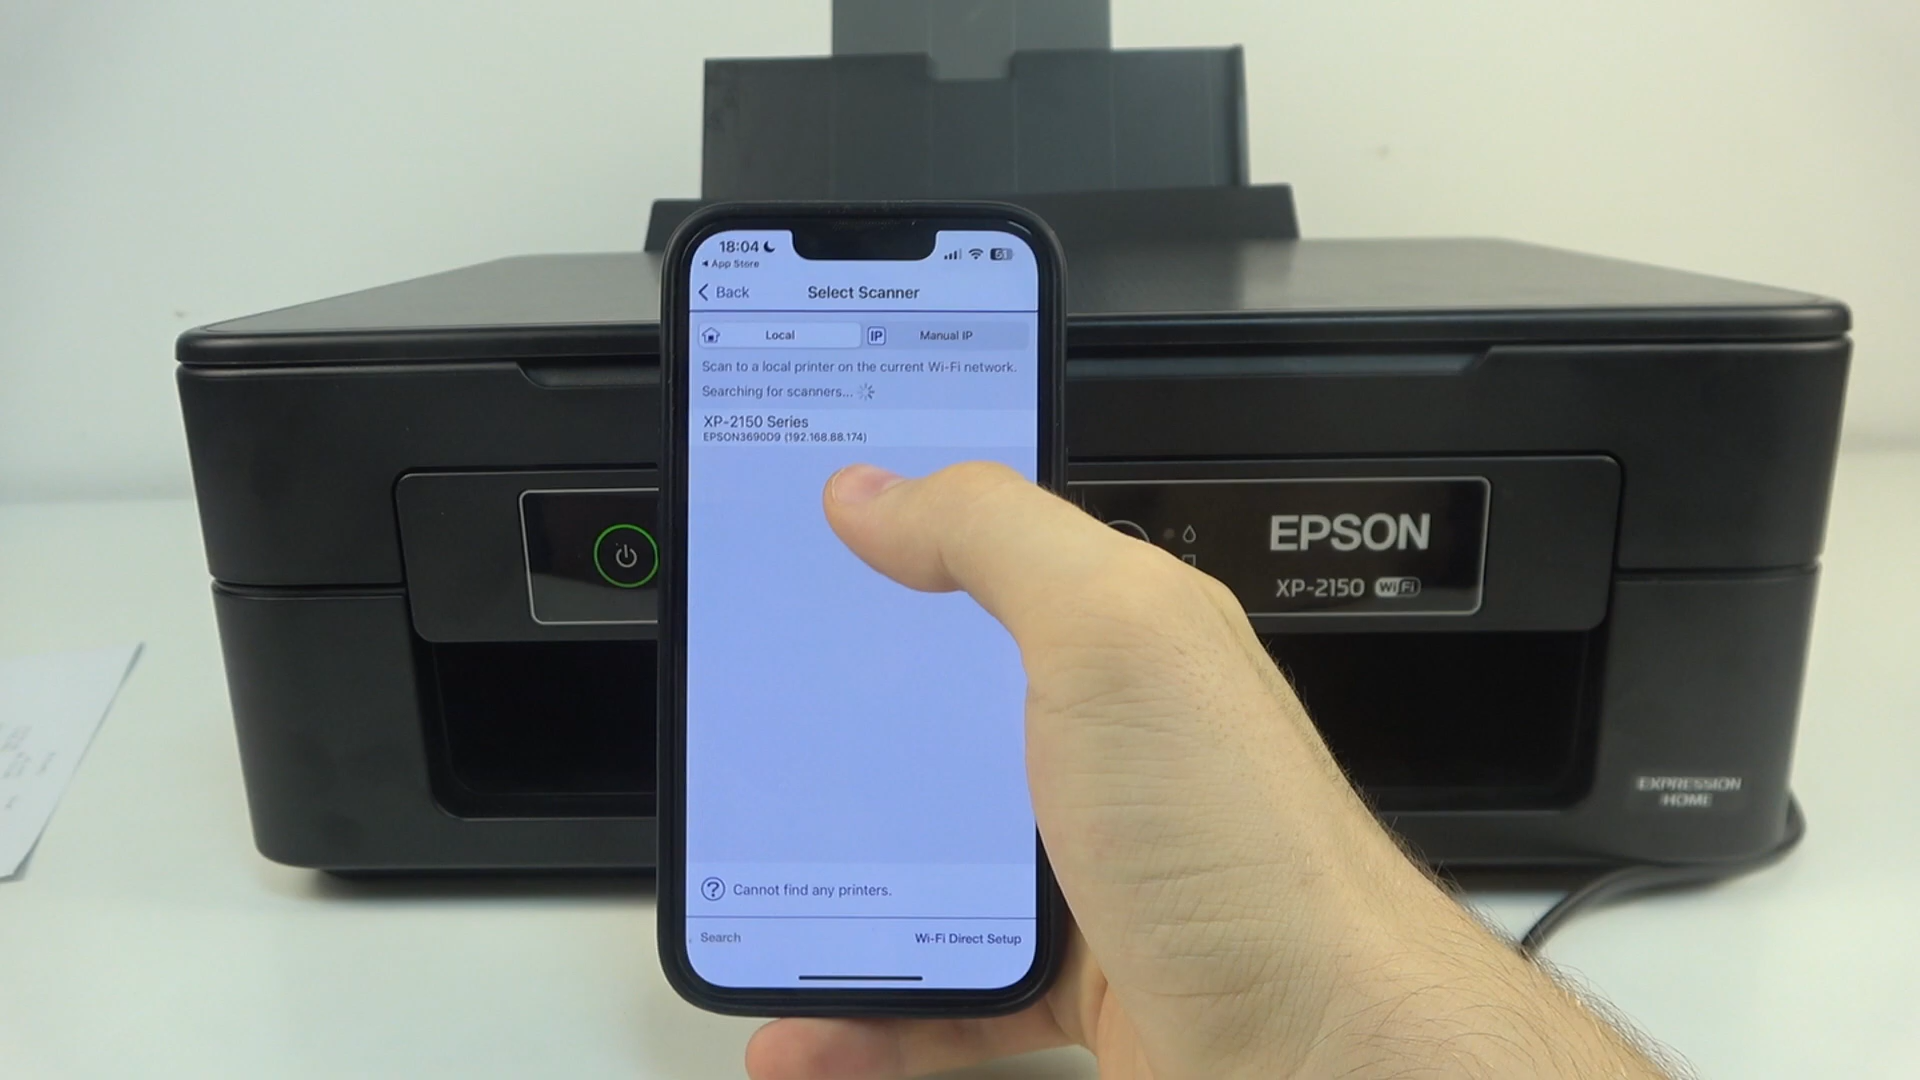 18:04
App Store
Back
Select Scanner
Local
IP
Manual IP
Scan to a local printer on the current Wi-Fi network.
Searching for scanners...
XP-2150 Series
EPSON3690D9 (192.168.88.174)
? Cannot find any printers.
Search
Wi-Fi Direct Setup
EPSON
XP-2150 WiFi
EXPRESSION
HOME